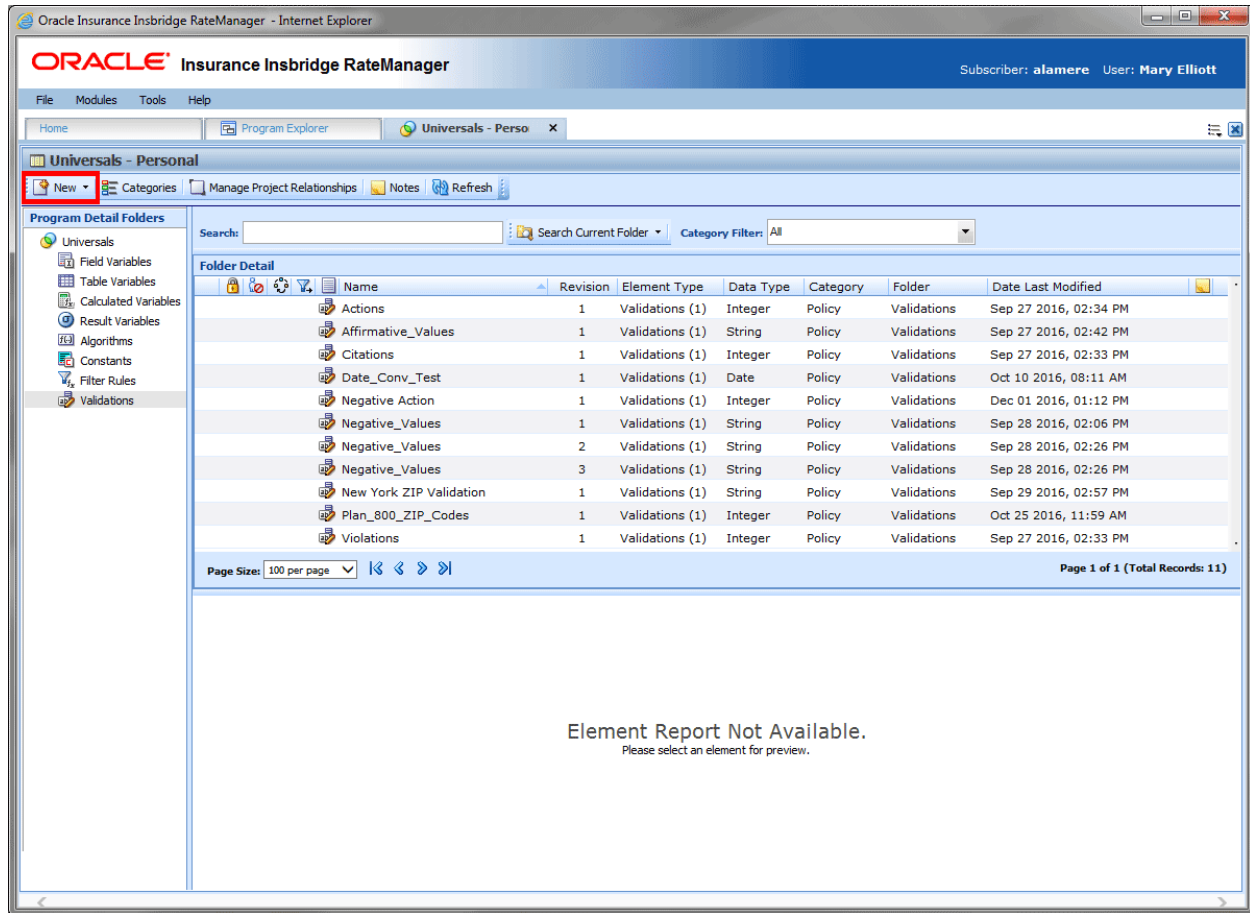 Oracle Insurance Insbridge RateManager - Internet Explorer
ORACLE Insurance Insbridge RateManager
Subscriber: alamere User: Mary Elliott
File Modules Tools Help
Home Program Explorer Universals - Perso x
Universals - Personal
New Categories Manage Project Relationships Notes Refresh
Program Detail Folders
Universals
Field Variables
Table Variables
Calculated Variables
Result Variables
Algorithms
Constants
Filter Rules
Validations
Search: Search Current Folder Category Filter: All
Folder Detail
Name Revision Element Type Data Type Category Folder Date Last Modified
Actions 1 Validations (1) Integer Policy Validations Sep 27 2016, 02:34 PM
Affirmative_Values 1 Validations (1) String Policy Validations Sep 27 2016, 02:42 PM
Citations 1 Validations (1) Integer Policy Validations Sep 27 2016, 02:33 PM
Date_Conv_Test 1 Validations (1) Date Policy Validations Oct 10 2016, 08:11 AM
Negative Action 1 Validations (1) Integer Policy Validations Dec 01 2016, 01:12 PM
Negative_Values 1 Validations (1) String Policy Validations Sep 28 2016, 02:06 PM
Negative_Values 2 Validations (1) String Policy Validations Sep 28 2016, 02:26 PM
Negative_Values 3 Validations (1) String Policy Validations Sep 28 2016, 02:26 PM
New York ZIP Validation 1 Validations (1) String Policy Validations Sep 29 2016, 02:57 PM
Plan_800_ZIP_Codes 1 Validations (1) Integer Policy Validations Oct 25 2016, 11:59 AM
Violations 1 Validations (1) Integer Policy Validations Sep 27 2016, 02:33 PM
Page Size: 100 per page Page 1 of 1 (Total Records: 11)
Element Report Not Available.
Please select an element for preview.